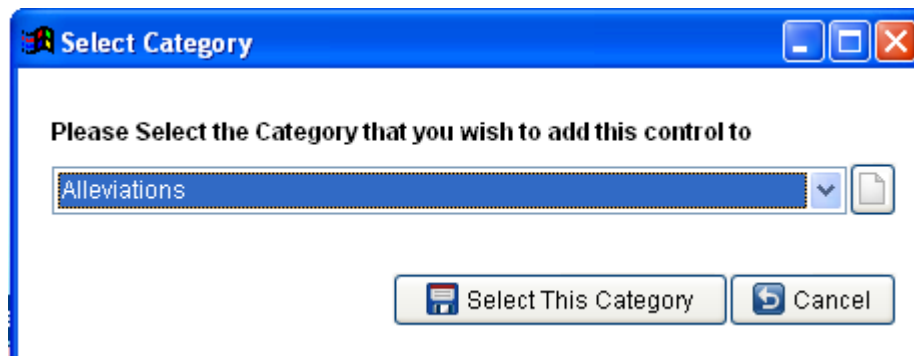 Select Category
Please Select the Category that you wish to add this control to
Alleviations
Select This Category
Cancel